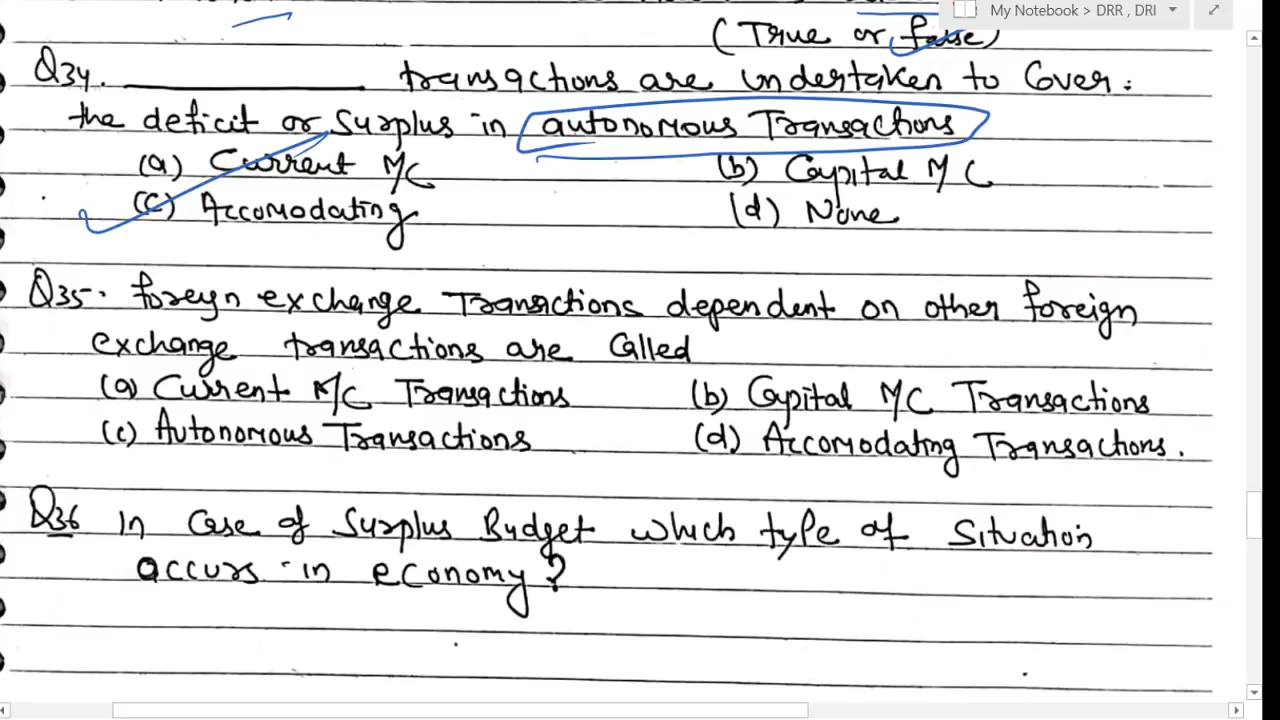 My Notebook > DRR , DRI
(True or false)
Q34. __________ transactions are undertaken to Cover.
the deficit or Surplus in autonomous Transactions
(a) Current A/C (b) Capital A/C
(c) Accomodating (d) None
Q35. foreign exchange Transactions dependent on other foreign
exchange transactions are Called
(a) Current A/C Transactions (b) Capital A/C Transactions
(c) Autonomous Transactions (d) Accomodating Transactions.
Q36 In Case of Surplus Budget which type of Situation
occurs in economy?